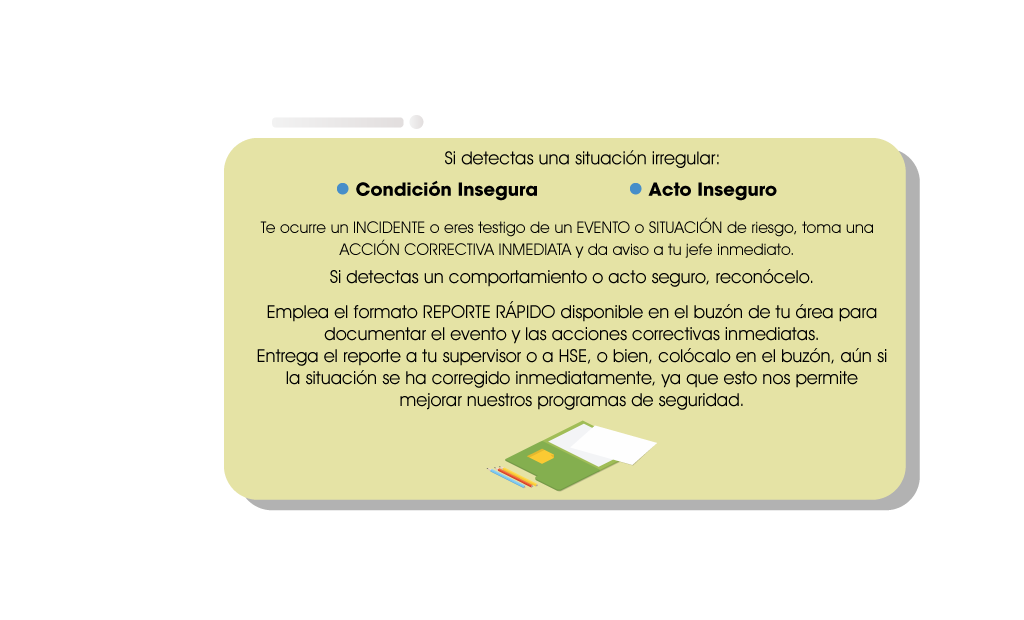 Si detectas una situación irregular:
Condición Insegura
Acto Inseguro
Te ocurre un INCIDENTE o eres testigo de un EVENTO o SITUACIÓN de riesgo, toma una
ACCIÓN CORRECTIVA INMEDIATA y da aviso a tu jefe inmediato.
Si detectas un comportamiento o acto seguro, reconócelo.
Emplea el formato REPORTE RÁPIDO disponible en el buzón de tu área para
documentar el evento y las acciones correctivas inmediatas.
Entrega el reporte a tu supervisor o a HSE, o bien, colócalo en el buzón, aún si
la situación se ha corregido inmediatamente, ya que esto nos permite
mejorar nuestros programas de seguridad.